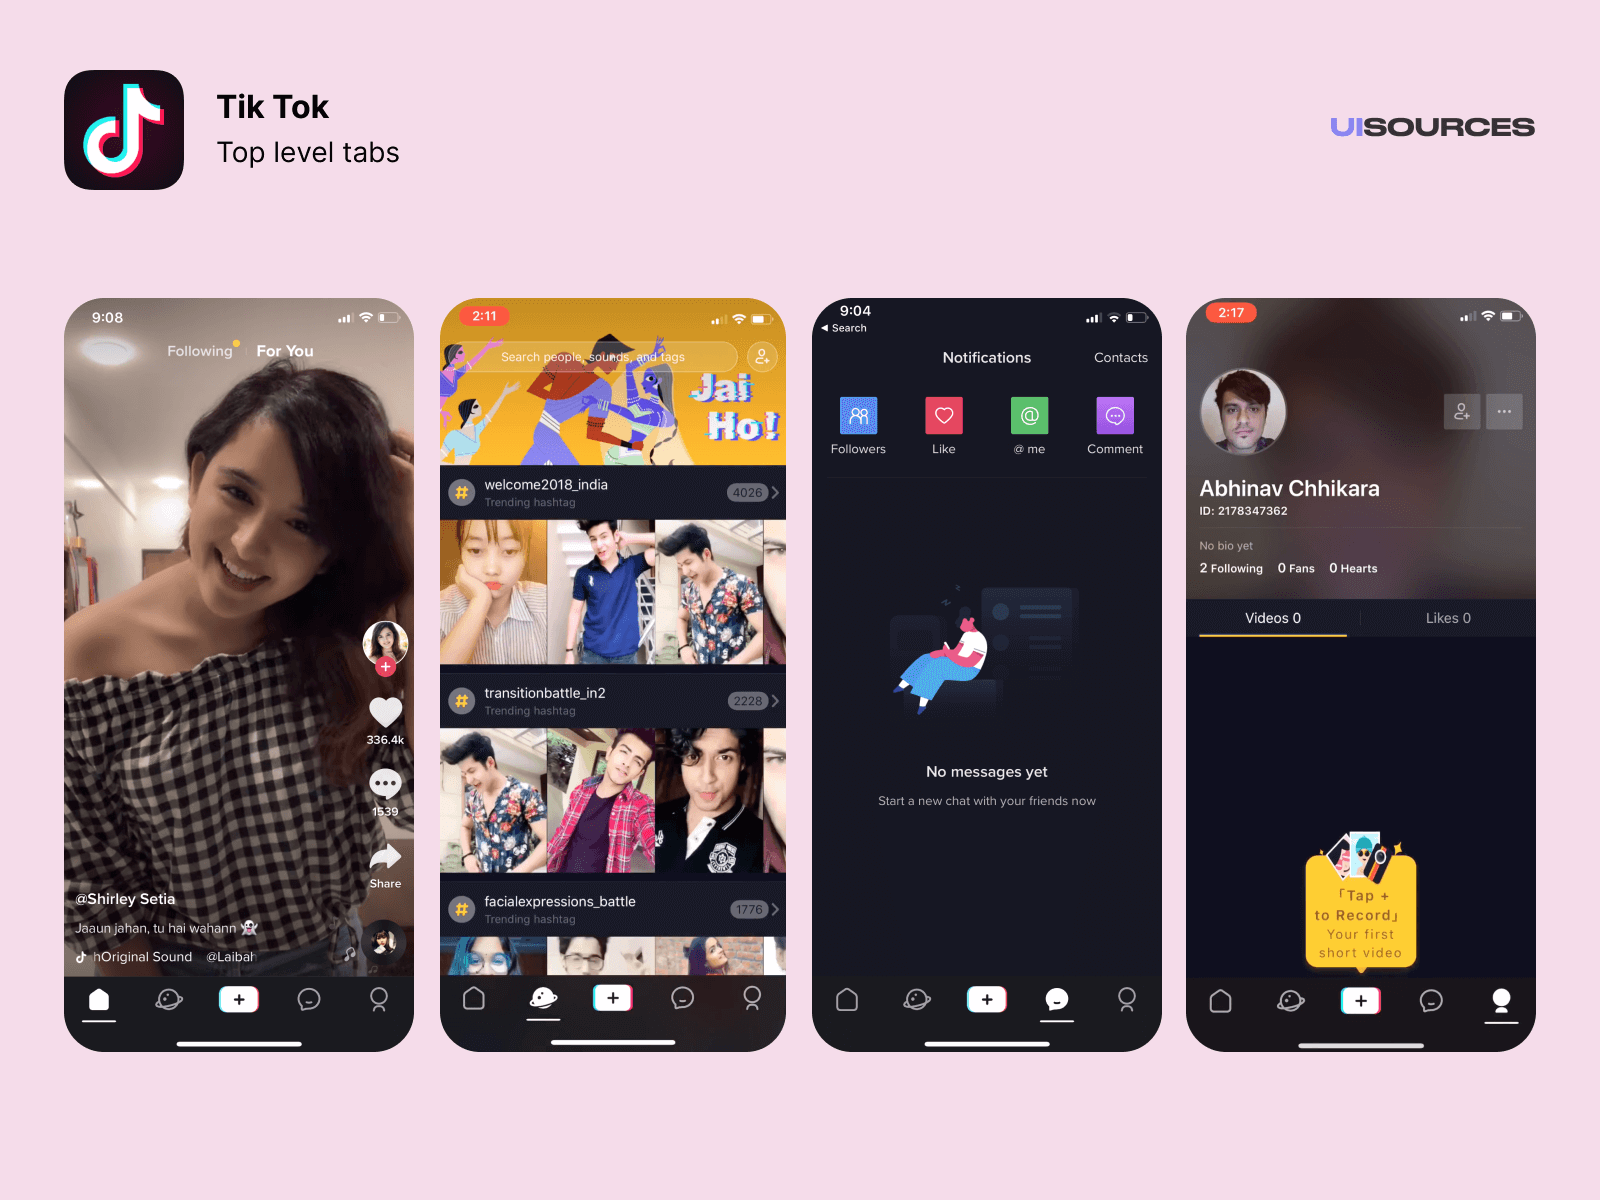 Tik Tok
Top level tabs
UISOURCES
9:08
Following
For You
336.4k
1539
Share
@Shirley Setia
Jaaun jahan, tu hai wahann 👻
hOriginal Sound @Laibah
2:11
Search people, sounds, and tags
Jai
Ho!
welcome2018_india
Trending hashtag
4026
transitionbattle_in2
Trending hashtag
2228
facialexpressions_battle
Trending hashtag
1776
9:04
◀ Search
Notifications
Contacts
Followers
Like
@ me
Comment
No messages yet
Start a new chat with your friends now
2:17
Abhinav Chhikara
ID: 2178347362
No bio yet
2 Following 0 Fans 0 Hearts
Videos 0
Likes 0
「Tap +
to Record」
Your first
short video